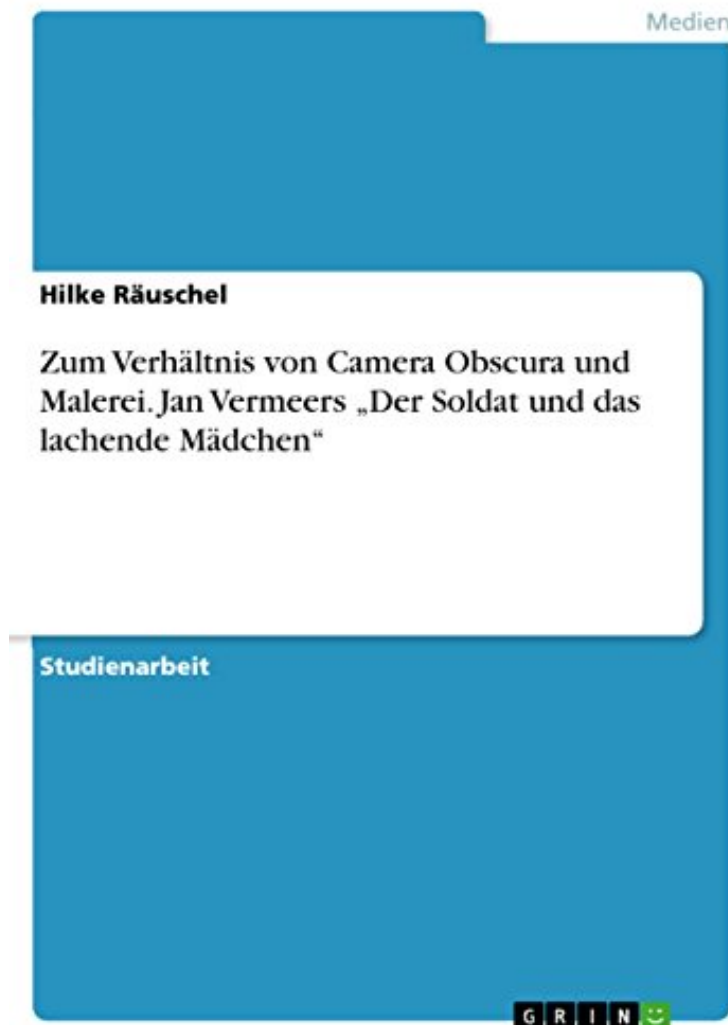 Medien
Hilke Räuschel
Zum Verhältnis von Camera Obscura und
Malerei. Jan Vermeers „Der Soldat und das
lachende Mädchen“
Studienarbeit
GRIN